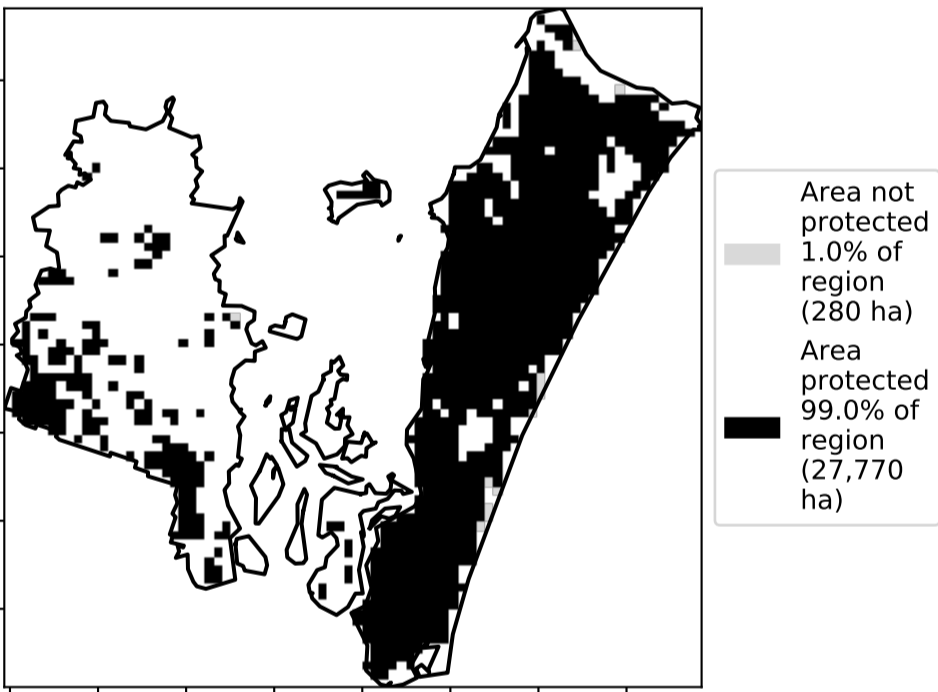 Area not
protected
1.0% of
region
(280 ha)
Area
protected
99.0% of
region
(27,770
ha)